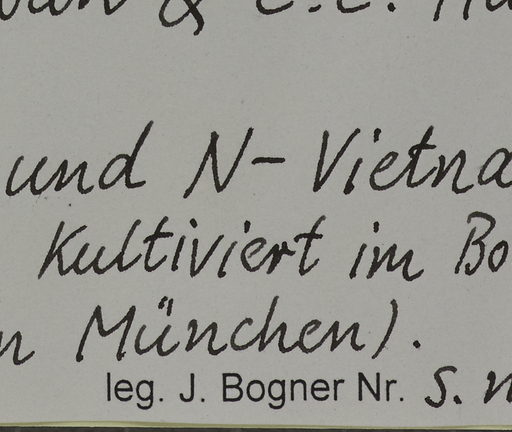 & C.E.
und N-Vietna
Kultiviert im Bo
n München).
leg. J. Bogner Nr. s. n